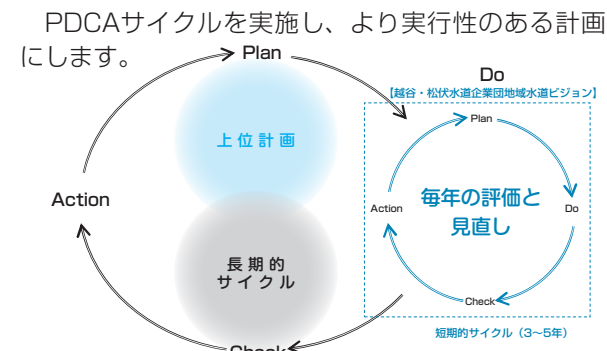 PDCAサイクルを実施し、より実行性のある計画
にします。
Plan
Do
【越谷・松伏水道企業団地域水道ビジョン】
上位計画
Plan
Action
Action
毎年の評価と
見直し
Do
長期的
サイクル
Check
短期的サイクル（3〜5年）
Check